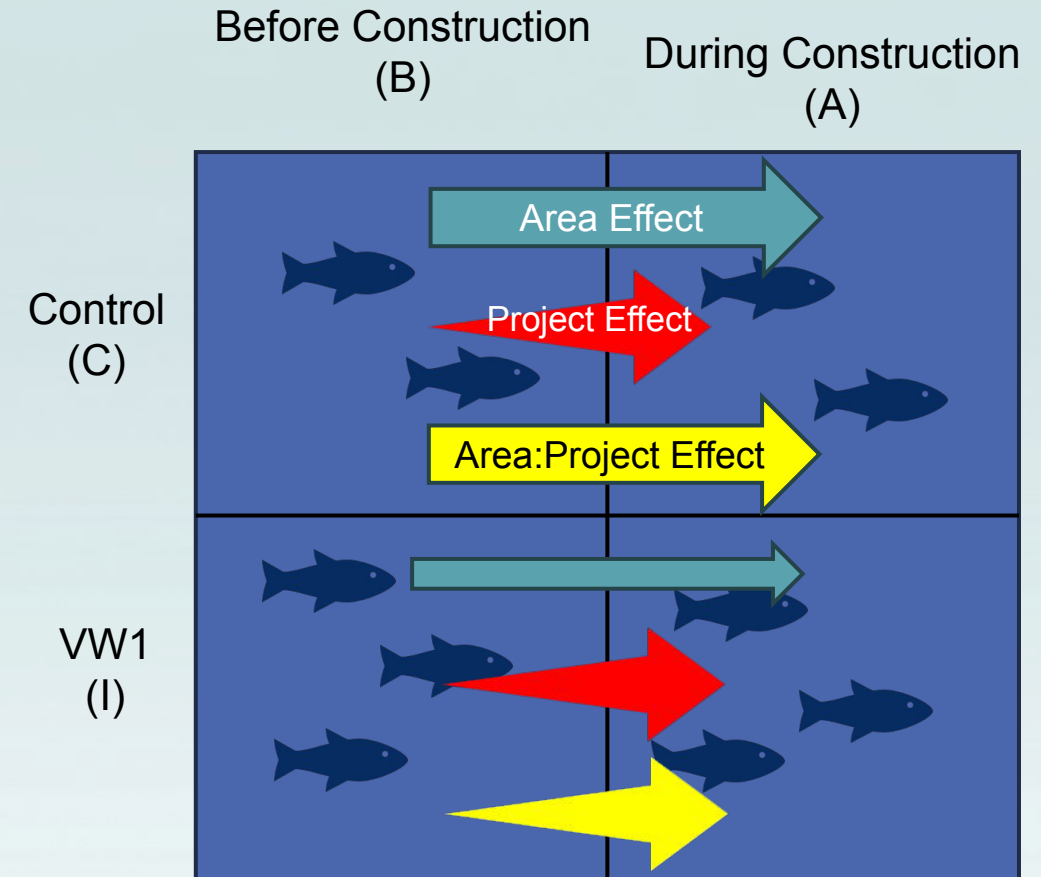 Before Construction
(B)
During Construction
(A)
Control
(C)
Area Effect
Project Effect
Area:Project Effect
VW1
(I)